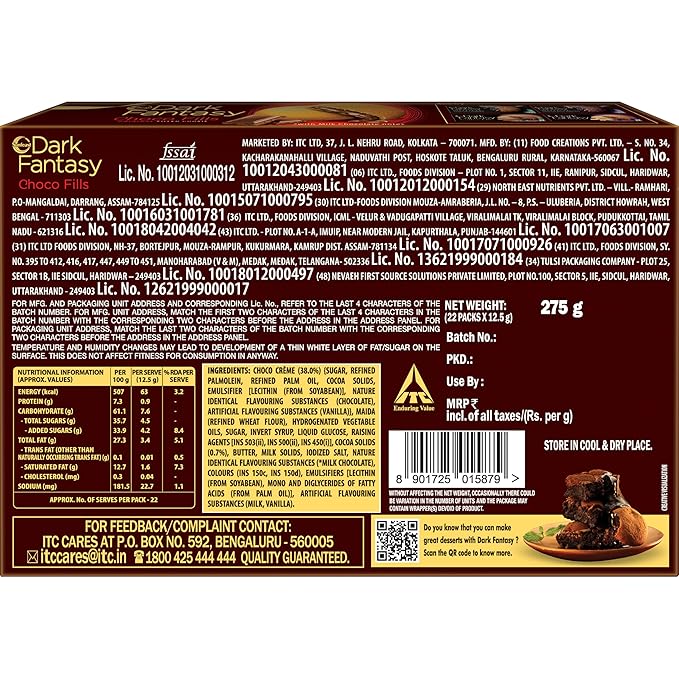 Dark
Fantasy
Choco Fills
*with Milk Chocolate notes
Sunfeast
Dark
Fantasy
Choco Fills
fssai
Lic. No. 10012031000312
MARKETED BY: ITC LTD, 37, J. L. NEHRU ROAD, KOLKATA - 700071. MFD. BY: (11) FOOD CREATIONS PVT. LTD. - S. NO. 34,
KACHARAKANAHALLI VILLAGE, NADUVATHI POST, HOSKOTE TALUK, BENGALURU RURAL, KARNATAKA-560067 Lic. No.
10012043000081 (06) ITC LTD., FOODS DIVISION - PLOT NO. 1, SECTOR 11, IIE, RANIPUR, SIDCUL, HARIDWAR,
UTTARAKHAND-249403 Lic. No. 10012012000154 (29) NORTH EAST NUTRIENTS PVT. LTD. - VILL.- RAMHARI,
P.O-MANGALDAI, DARRANG, ASSAM-784125 Lic. No. 10015071000795 (30) ITC LTD-FOODS DIVISION MOUZA-AMRABERIA, J.L. NO. – 8, P.S- ULUBERIA, DISTRICT HOWRAH, WEST
BENGAL - 711303 Lic. No. 10016031001781 (36) ITC LTD., FOODS DIVISION, ICML - VELUR & VADUGAPATTI VILLAGE, VIRALIMALAI TK, VIRALIMALAI BLOCK, PUDUKKOTTAI, TAMIL
NADU - 621316 Lic. No. 10018042004042 (43) ITC LTD.- PLOT NO. A-1-A, IMUIP, NEAR MODERN JAIL, KAPURTHALA, PUNJAB-144601 Lic. No. 10017063001007
(31) ITC LTD FOODS DIVISION, NH-37, BORTEJPUR, MOUZA-RAMPUR, KUKURMARA, KAMRUP DIST. ASSAM-781134 Lic. No. 10017071000926 (41) ITC LTD., FOODS DIVISION, SY.
NO. 395 TO 412, 416, 417, 447, 449 TO 451, MANOHARABAD (V & M), MEDAK, MEDAK, TELANGANA - 502336 Lic. No. 13621999000184 (34) TULSI PACKAGING COMPANY - PLOT 25,
SECTOR 1B, IIE SIDCUL, HARIDWAR – 249403 Lic. No. 10018012000497 (48) NEVAEH FIRST SOURCE SOLUTIONS PRIVATE LIMITED, PLOT NO.100, SECTOR 5, IIE, SIDCUL, HARIDWAR,
UTTARAKHAND - 249403 Lic. No. 12621999000017
FOR MFG. AND PACKAGING UNIT ADDRESS AND CORRESPONDING Lic. No., REFER TO THE LAST 4 CHARACTERS OF THE
BATCH NUMBER. FOR MFG. UNIT ADDRESS, MATCH THE FIRST TWO CHARACTERS OF THE LAST 4 CHARACTERS IN THE
BATCH NUMBER WITH THE CORRESPONDING TWO CHARACTERS BEFORE THE ADDRESS. FOR PACKAGING UNIT ADDRESS,
MATCH THE LAST TWO CHARACTERS OF THE BATCH NUMBER WITH THE CORRESPONDING
TWO CHARACTERS BEFORE THE ADDRESS IN THE ADDRESS PANEL.
TEMPERATURE AND HUMIDITY CHANGES MAY LEAD TO DEVELOPMENT OF A THIN WHITE LAYER OF FAT/SUGAR ON THE
SURFACE. THIS DOES NOT AFFECT FITNESS FOR CONSUMPTION IN ANYWAY.
NET WEIGHT: 275 g
(22 PACKS X 12.5 g)
Batch No.:
PKD.:
Use By :
MRP ₹
incl. of all taxes/(Rs. per g)
NUTRITIONAL INFORMATION (APPROX. VALUES) PER 100 g PER SERVE (12.5 g) % RDA PER SERVE
ENERGY (kcal) 507 63 3.2
PROTEIN (g) 7.3 0.9
CARBOHYDRATE (g) 61.1 7.6
- TOTAL SUGARS (g) 35.7 4.5
- ADDED SUGARS (g) 33.9 4.2 8.4
TOTAL FAT (g) 27.3 3.4 5.1
- TRANS FAT (OTHER THAN
NATURALLY OCCURRING TRANS FAT) (g) 0.1 0.01 0.5
- SATURATED FAT (g) 12.7 1.6 7.3
- CHOLESTEROL (mg) 0.3 0.04
SODIUM (mg) 181.5 22.7 1.1
APPROX. No. OF SERVES PER PACK - 22
INGREDIENTS: CHOCO CRÈME (38.0%) (SUGAR, REFINED
PALMOLEIN, REFINED PALM OIL, COCOA SOLIDS,
EMULSIFIER [LECITHIN (FROM SOYABEAN)], NATURE
IDENTICAL FLAVOURING SUBSTANCES (CHOCOLATE),
ARTIFICIAL FLAVOURING SUBSTANCES (VANILLA)), MAIDA
(REFINED WHEAT FLOUR), HYDROGENATED VEGETABLE
OILS, SUGAR, INVERT SYRUP, LIQUID GLUCOSE, RAISING
AGENTS [INS 503(ii), INS 500(ii), INS 450(i)], COCOA SOLIDS
(0.7%), BUTTER, MILK SOLIDS, IODIZED SALT, NATURE
IDENTICAL FLAVOURING SUBSTANCES (*MILK CHOCOLATE),
COLOURS (INS 150c, INS 150d), EMULSIFIERS [LECITHIN
(FROM SOYABEAN), MONO AND DIGLYCERIDES OF FATTY
ACIDS (FROM PALM OIL)], ARTIFICIAL FLAVOURING
SUBSTANCES (MILK, VANILLA).
ITC
Enduring Value
8 901725 015879 >
STORE IN COOL & DRY PLACE.
WITHOUT AFFECTING THE NET WEIGHT, OCCASIONALLY THERE COULD
BE VARIATION IN THE NUMBER OF UNITS AND THE PACKAGE MAY
CONTAIN WRAPPER(S) DEVOID OF PRODUCT.
CREATIVE VISUALIZATION
FOR FEEDBACK/COMPLAINT CONTACT:
ITC CARES AT P.O. BOX NO. 592, BENGALURU - 560005
itccares@itc.in 1800 425 444 444 QUALITY GUARANTEED.
Do you know that you can make
great desserts with Dark Fantasy ?
Scan the QR code to know more.